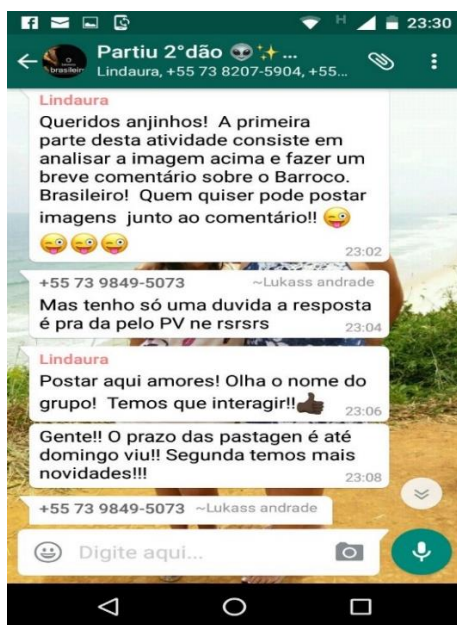 H 23:30
Partiu 2°dão 👽✨ ...
Lindaura, +55 73 8207-5904, +55...
brasileir
Lindaura
Queridos anjinhos! A primeira
parte desta atividade consiste em
analisar a imagem acima e fazer um
breve comentário sobre o Barroco.
Brasileiro! Quem quiser pode postar
imagens junto ao comentário!! 😜
😜😜😜
23:02
+55 73 9849-5073 ~Lukass andrade
Mas tenho só uma duvida a resposta
é pra da pelo PV ne rsrsrs
23:04
Lindaura
Postar aqui amores! Olha o nome do
grupo! Temos que interagir!!👍🏿
23:06
Gente!! O prazo das pastagen é até
domingo viu!! Segunda temos mais
novidades!!!
23:08
+55 73 9849-5073 ~Lukass andrade
Digite aqui...